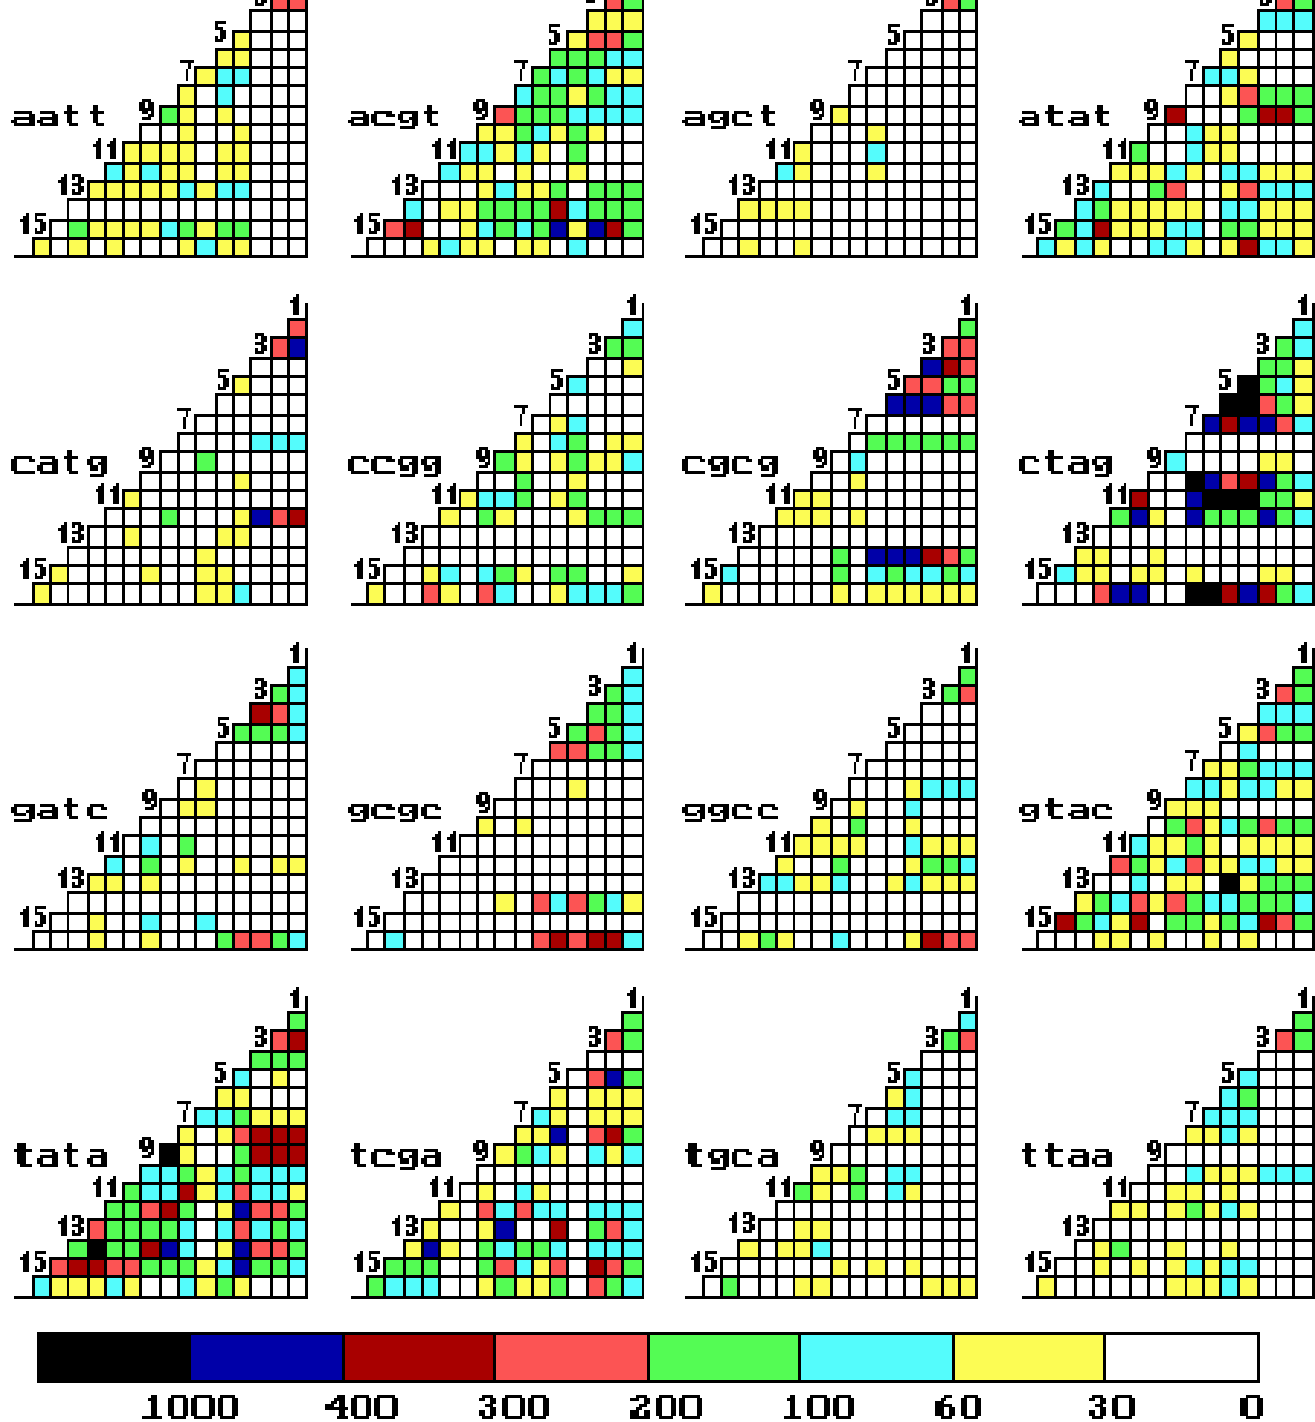 3
5 5 5 5
7 7 7 7
aatt 9 acgt 9 agct 9 atat 9
11 11 11 11
13 13 13 13
15 15 15 15
1 1 1 1
3 3 3 3
5 5 5 5
7 7 7 7
catg 9 ccgg 9 cgcg 9 ctag 9
11 11 11 11
13 13 13 13
15 15 15 15
1 1 1 1
3 3 3 3
5 5 5 5
7 7 7 7
gatc 9 gcgc 9 ggcc 9 gtac 9
11 11 11 11
13 13 13 13
15 15 15 15
1 1 1 1
3 3 3 3
5 5 5 5
7 7 7 7
tata 9 tcga 9 tgca 9 ttaa 9
11 11 11 11
13 13 13 13
15 15 15 15
1000 400 300 200 100 60 30 0